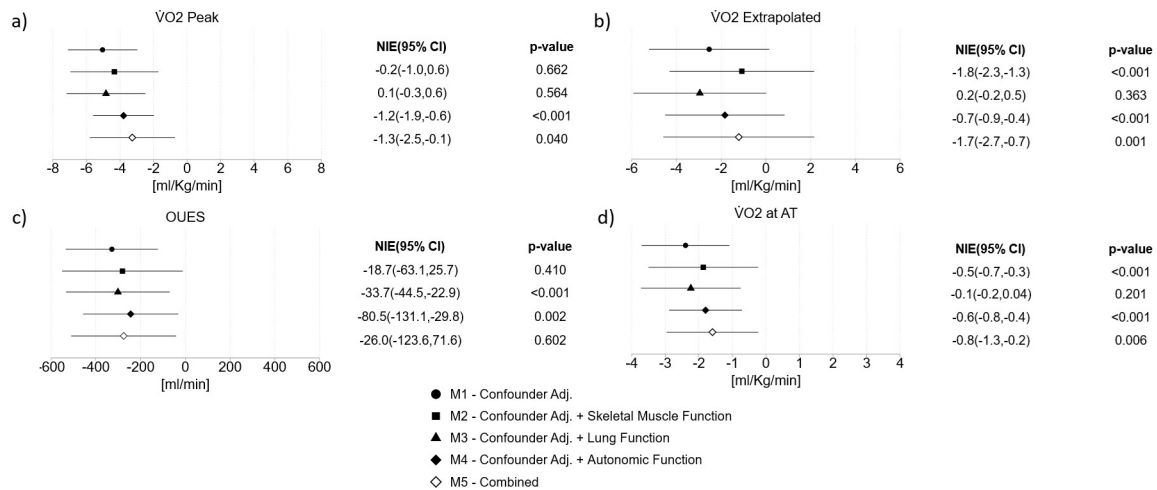 a)
V̇O2 Peak
NIE(95% CI) p-value
-0.2(-1.0,0.6) 0.662
0.1(-0.3,0.6) 0.564
-1.2(-1.9,-0.6) <0.001
-1.3(-2.5,-0.1) 0.040
-8 -6 -4 -2 0 2 4 6 8
[ml/Kg/min]
b)
V̇O2 Extrapolated
NIE(95% CI) p-value
-1.8(-2.3,-1.3) <0.001
0.2(-0.2,0.5) 0.363
-0.7(-0.9,-0.4) <0.001
-1.7(-2.7,-0.7) 0.001
-6 -4 -2 0 2 4 6
[ml/Kg/min]
c)
OUES
NIE(95% CI) p-value
-18.7(-63.1,25.7) 0.410
-33.7(-44.5,-22.9) <0.001
-80.5(-131.1,-29.8) 0.002
-26.0(-123.6,71.6) 0.602
-600 -400 -200 0 200 400 600
[ml/min]
d)
V̇O2 at AT
NIE(95% CI) p-value
-0.5(-0.7,-0.3) <0.001
-0.1(-0.2,0.04) 0.201
-0.6(-0.8,-0.4) <0.001
-0.8(-1.3,-0.2) 0.006
-4 -3 -2 -1 0 1 2 3 4
[ml/Kg/min]
M1 - Confounder Adj.
M2 - Confounder Adj. + Skeletal Muscle Function
M3 - Confounder Adj. + Lung Function
M4 - Confounder Adj. + Autonomic Function
M5 - Combined